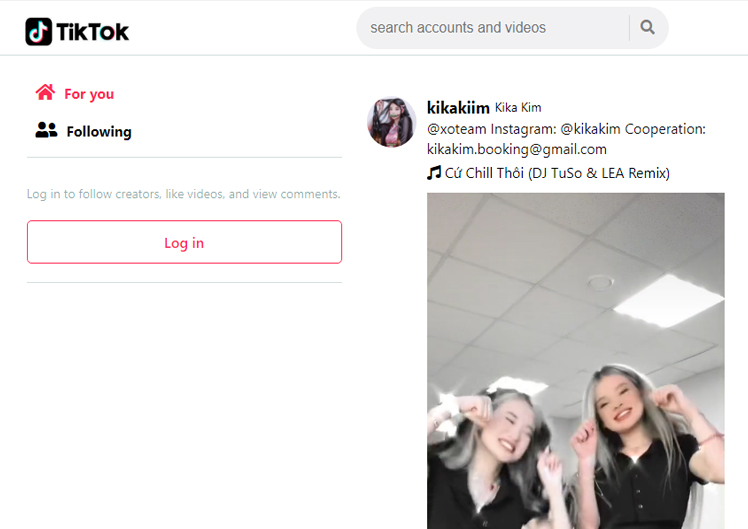 TikTok
search accounts and videos
For you
Following
Log in to follow creators, like videos, and view comments.
Log in
kikakiim Kika Kim
@xoteam Instagram: @kikakim Cooperation:
kikakim.booking@gmail.com
Cứ Chill Thôi (DJ TuSo & LEA Remix)